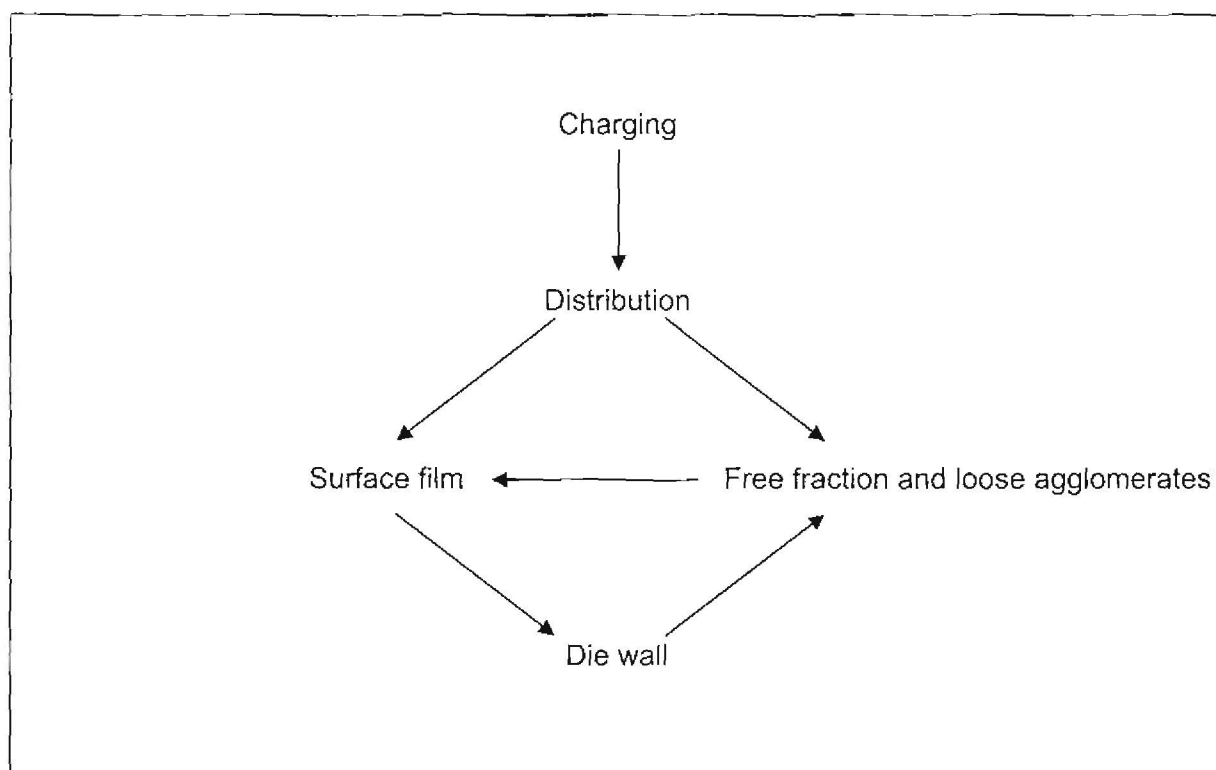 Charging
Distribution
Surface film
Free fraction and loose agglomerates
Die wall